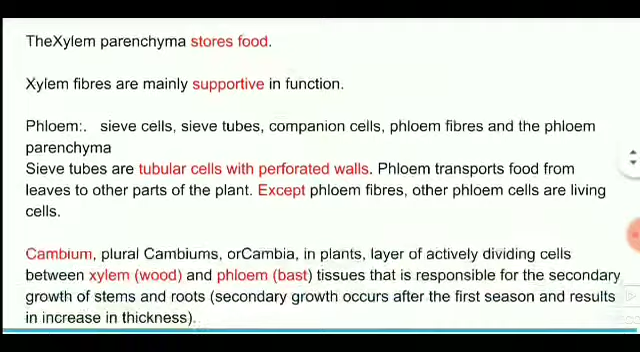 TheXylem parenchyma stores food.
Xylem fibres are mainly supportive in function.
Phloem:. sieve cells, sieve tubes, companion cells, phloem fibres and the phloem
parenchyma
Sieve tubes are tubular cells with perforated walls. Phloem transports food from
leaves to other parts of the plant. Except phloem fibres, other phloem cells are living
cells.
Cambium, plural Cambiums, orCambia, in plants, layer of actively dividing cells
between xylem (wood) and phloem (bast) tissues that is responsible for the secondary
growth of stems and roots (secondary growth occurs after the first season and results
in increase in thickness).